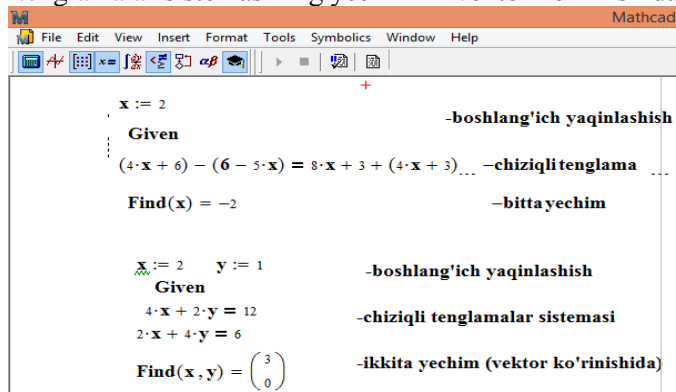 Mathcad
File Edit View Insert Format Tools Symbolics Window Help
x= αβ
x := 2 -boshlang'ich yaqinlashish
Given
(4·x + 6) − (6 − 5·x) = 8·x + 3 + (4·x + 3) −chiziqli tenglama
Find(x) = −2 −bitta yechim
x := 2 y := 1 -boshlang'ich yaqinlashish
Given
4·x + 2·y = 12 -chiziqli tenglamalar sistemasi
2·x + 4·y = 6
Find(x , y) = (3 0) -ikkita yechim (vektor ko'rinishida)